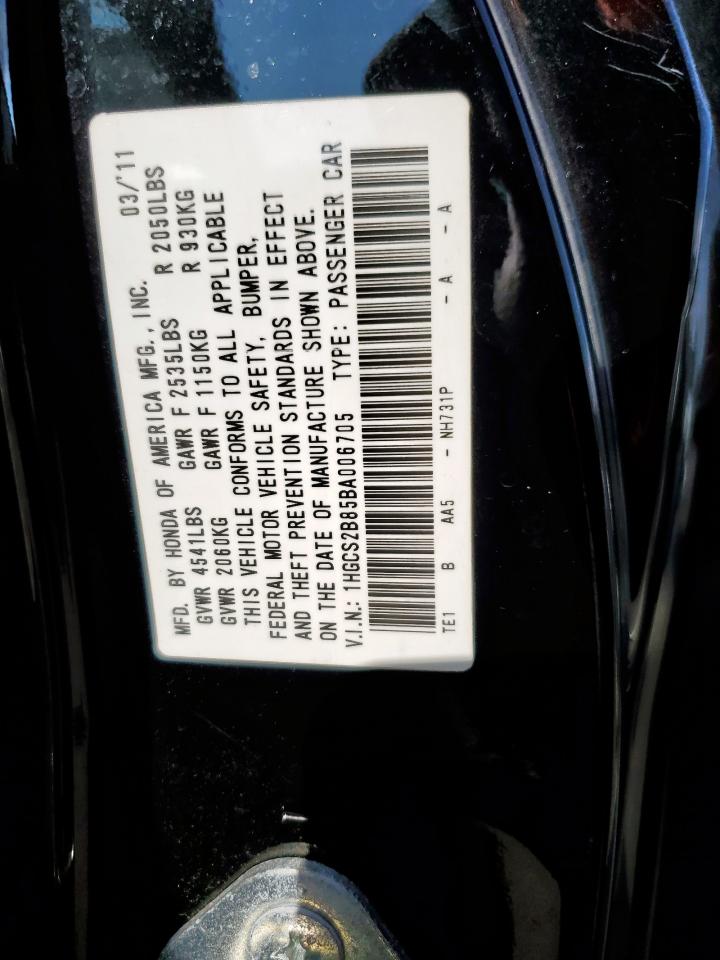 MFD. BY HONDA OF AMERICA MFG., INC. 03/'11
GVWR 4541LBS GAWR F 2535LBS R 2050LBS
GVWR 2060KG GAWR F 1150KG R 930KG
THIS VEHICLE CONFORMS TO ALL APPLICABLE
FEDERAL MOTOR VEHICLE SAFETY, BUMPER,
AND THEFT PREVENTION STANDARDS IN EFFECT
ON THE DATE OF MANUFACTURE SHOWN ABOVE.
V.I.N.: 1HGCS2B85BA006705 TYPE: PASSENGER CAR
TE1 B AA5 - NH731P - A - A